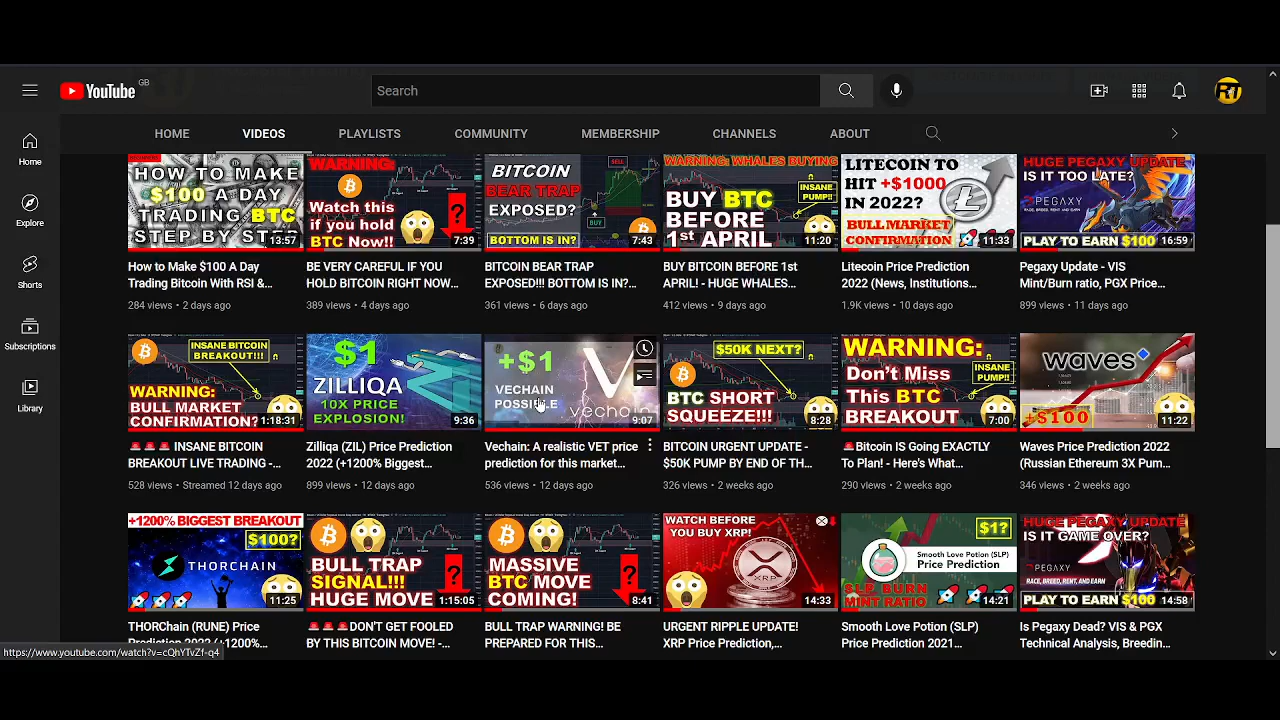 YouTube GB
Search
HOME VIDEOS PLAYLISTS COMMUNITY MEMBERSHIP CHANNELS ABOUT
Home
Explore
Shorts
Subscriptions
Library
HOW TO MAKE
$100 A DAY
TRADING BTC
STEP BY STEP
13:57
How to Make $100 A Day
Trading Bitcoin With RSI &...
284 views • 2 days ago
WARNING:
Watch this
if you hold
BTC Now!!
?
7:39
BE VERY CAREFUL IF YOU
HOLD BITCOIN RIGHT NOW...
389 views • 4 days ago
BITCOIN
BEAR TRAP
EXPOSED?
BOTTOM IS IN?
SELL
BUY
7:43
BITCOIN BEAR TRAP
EXPOSED!!! BOTTOM IS IN?...
361 views • 6 days ago
WARNING: WHALES BUYING
INSANE
PUMP!!
BUY BTC
BEFORE
1st APRIL
11:20
BUY BITCOIN BEFORE 1st
APRIL! - HUGE WHALES...
412 views • 9 days ago
LITECOIN TO
HIT +$1000
IN 2022?
BULL MARKET
CONFIRMATION
11:33
Litecoin Price Prediction
2022 (News, Institutions...
1.9K views • 10 days ago
HUGE PEGAXY UPDATE
IS IT TOO LATE?
PEGAXY
RACE, BREED, RENT, AND EARN
PLAY TO EARN $100
16:59
Pegaxy Update - VIS
Mint/Burn ratio, PGX Price...
899 views • 11 days ago
INSANE BITCOIN
BREAKOUT!!!
WARNING:
BULL MARKET
CONFIRMATION?
1:18:31
🚨🚨🚨 INSANE BITCOIN
BREAKOUT LIVE TRADING -...
528 views • Streamed 12 days ago
$1
ZILLIQA
10X PRICE
EXPLOSION!
9:36
Zilliqa (ZIL) Price Prediction
2022 (+1200% Biggest...
899 views • 12 days ago
+$1
VECHAIN
POSSIBLE
vechain
9:07
Vechain: A realistic VET price
prediction for this market...
536 views • 12 days ago
$50K NEXT?
BTC SHORT
SQUEEZE!!!
8:28
BITCOIN URGENT UPDATE -
$50K PUMP BY END OF TH...
326 views • 2 weeks ago
WARNING:
Don't Miss
This BTC
BREAKOUT
INSANE
PUMP!!
7:00
🚨Bitcoin IS Going EXACTLY
To Plan! - Here's What...
290 views • 2 weeks ago
waves
+$100
11:22
Waves Price Prediction 2022
(Russian Ethereum 3X Pum...
346 views • 2 weeks ago
+1200% BIGGEST BREAKOUT
$100?
THORCHAIN
11:25
THORChain (RUNE) Price
Prediction 2022 (+1200%
BULL TRAP
SIGNAL!!!
HUGE MOVE
?
1:15:05
🚨🚨🚨DON'T GET FOOLED
BY THIS BITCOIN MOVE! -...
MASSIVE
BTC MOVE
COMING!
?
8:41
BULL TRAP WARNING! BE
PREPARED FOR THIS...
WATCH BEFORE
YOU BUY XRP!
14:33
URGENT RIPPLE UPDATE!
XRP Price Prediction,...
$1?
Smooth Love Potion (SLP)
Price Prediction
SLP BURN
MINT RATIO
14:21
Smooth Love Potion (SLP)
Price Prediction 2021...
HUGE PEGAXY UPDATE
IS IT GAME OVER?
PEGAXY
RACE, BREED, RENT, AND EARN
PLAY TO EARN $100
14:58
Is Pegaxy Dead? VIS & PGX
Technical Analysis, Breedin...
https://www.youtube.com/watch?v=cQhYTvZf-q4